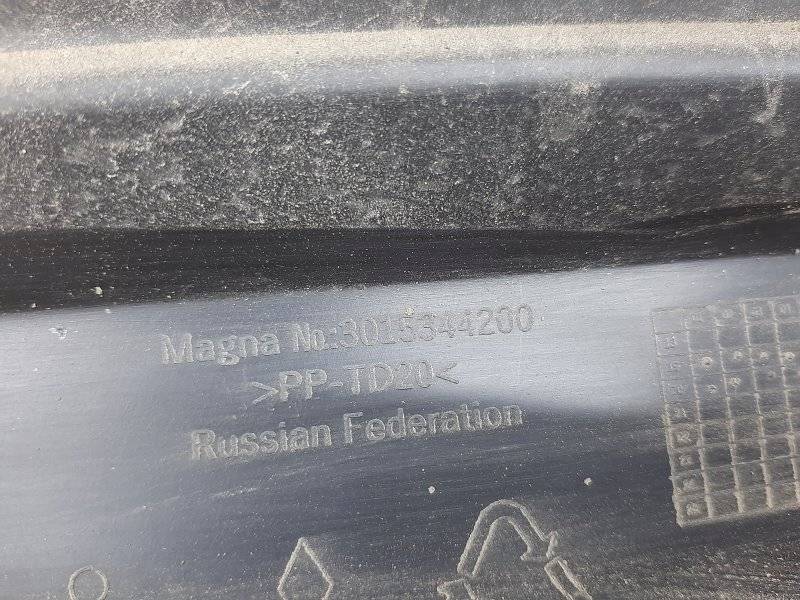 Magna №:3015344200
>PP-TD20<
Russian Federation